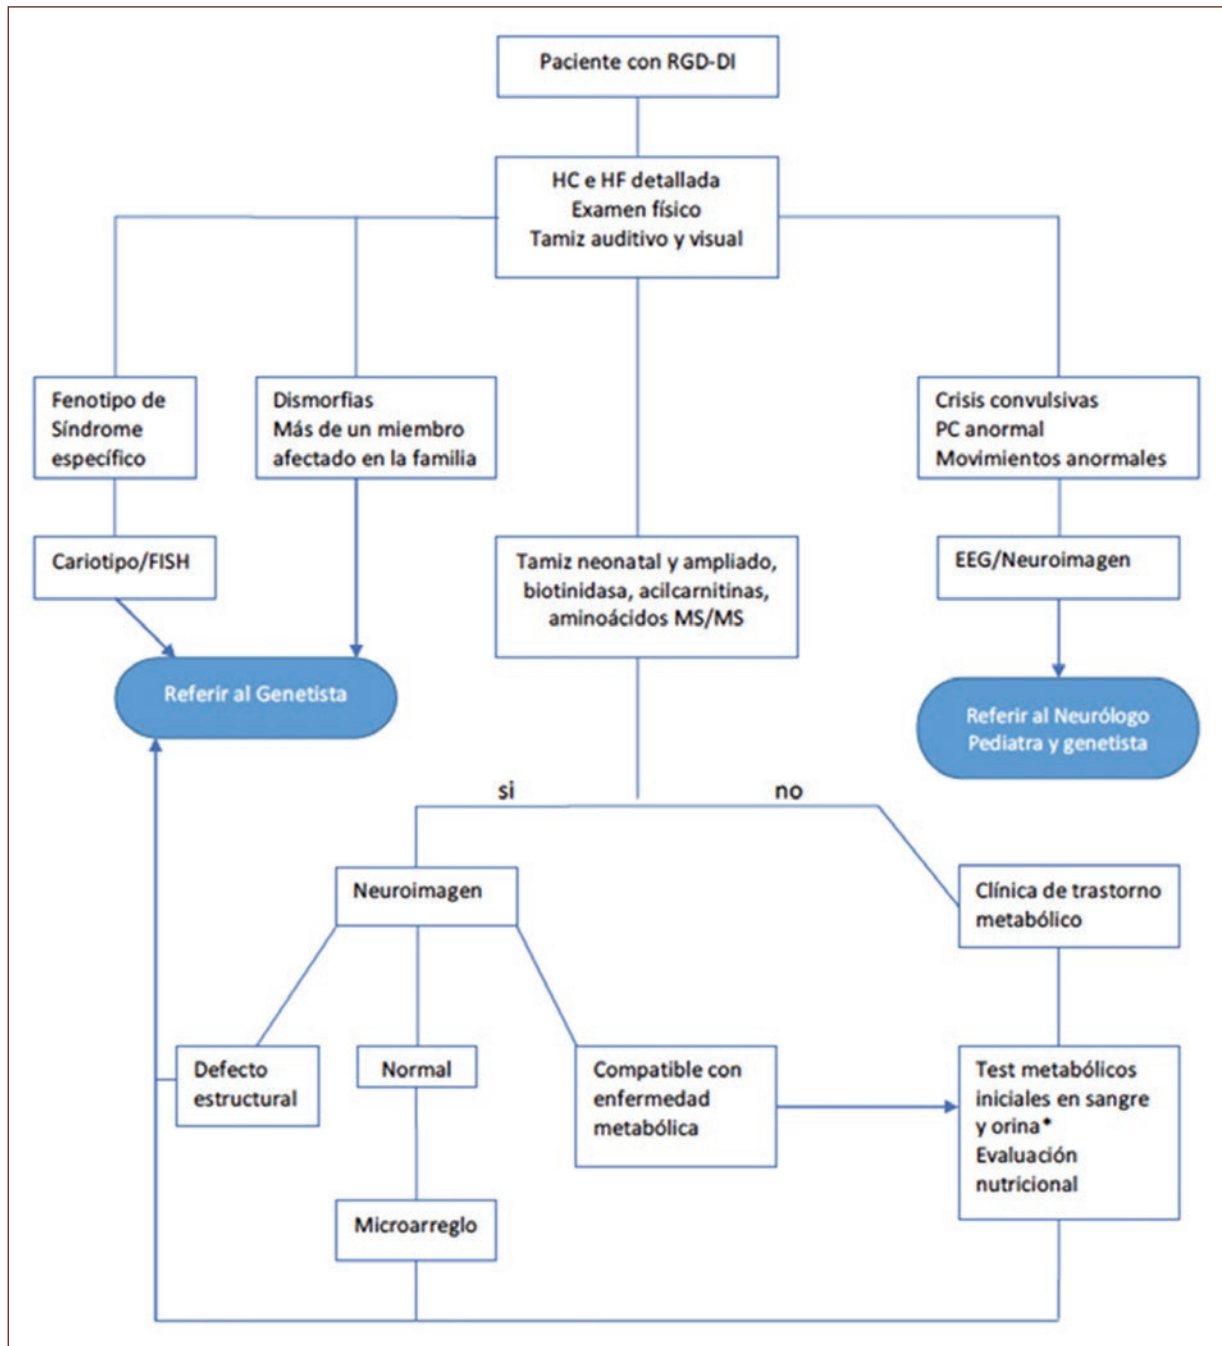 Paciente con RGD-DI
HC e HF detallada
Examen físico
Tamiz auditivo y visual
Fenotipo de
Síndrome
específico
Dismorfias
Más de un miembro
afectado en la familia
Crisis convulsivas
PC anormal
Movimientos anormales
Cariotipo/FISH
Tamiz neonatal y ampliado,
biotinidasa, acilcarnitinas,
aminoácidos MS/MS
EEG/Neuroimagen
Referir al Genetista
Referir al Neurólogo
Pediatra y genetista
si
no
Neuroimagen
Clínica de trastorno
metabólico
Defecto
estructural
Normal
Compatible con
enfermedad
metabólica
Test metabólicos
iniciales en sangre
y orina*
Evaluación
nutricional
Microarreglo